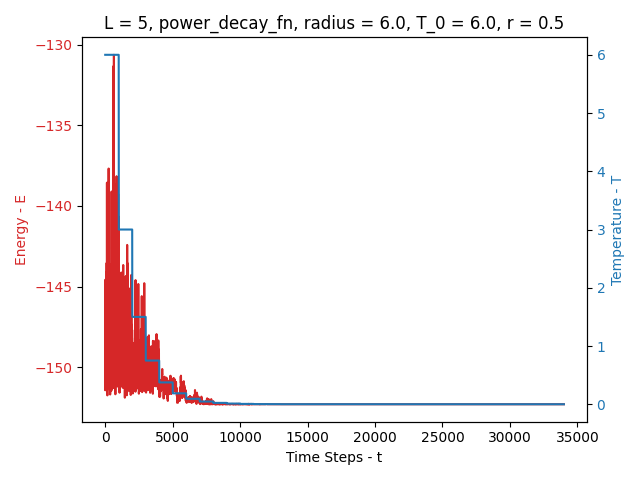 L = 5, power_decay_fn, radius = 6.0, T_0 = 6.0, r = 0.5
−130
−135
−140
−145
−150
Energy - E
6
5
4
3
2
1
0
Temperature - T
0 5000 10000 15000 20000 25000 30000 35000
Time Steps - t